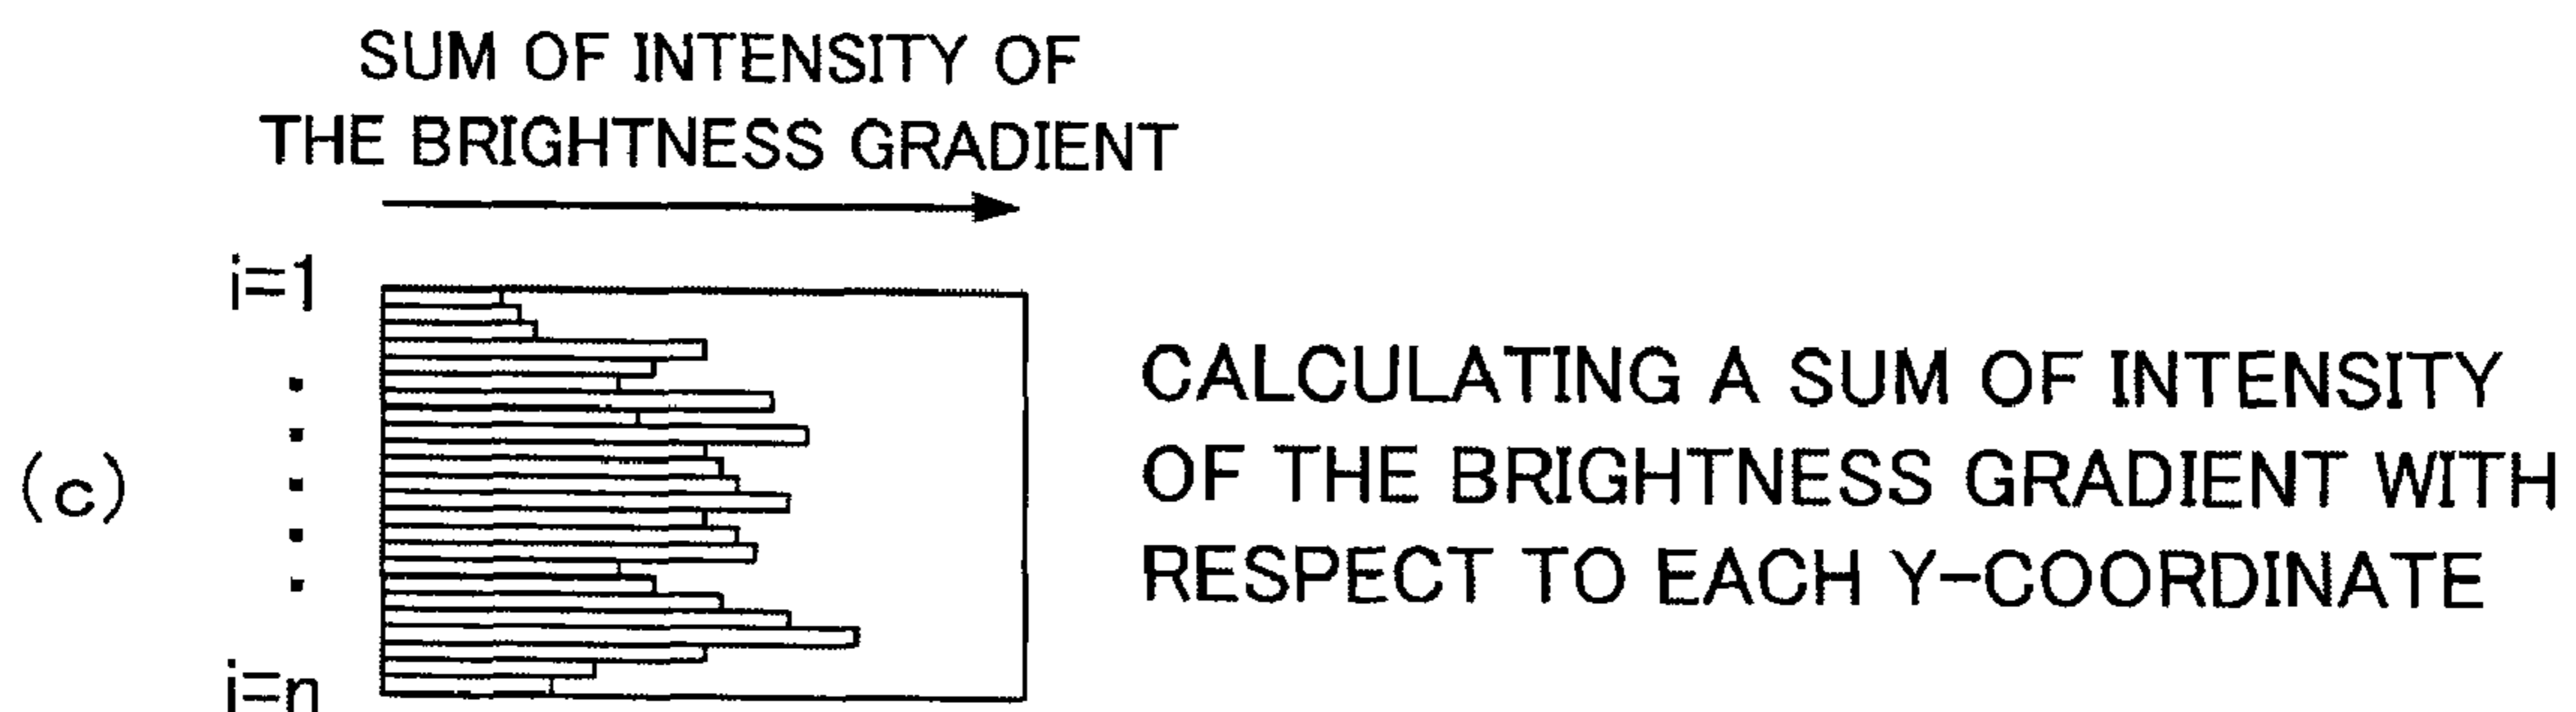 SUM OF INTENSITY OF
THE BRIGHTNESS GRADIENT
i=1
(c)
CALCULATING A SUM OF INTENSITY
OF THE BRIGHTNESS GRADIENT WITH
RESPECT TO EACH Y-COORDINATE
i=n